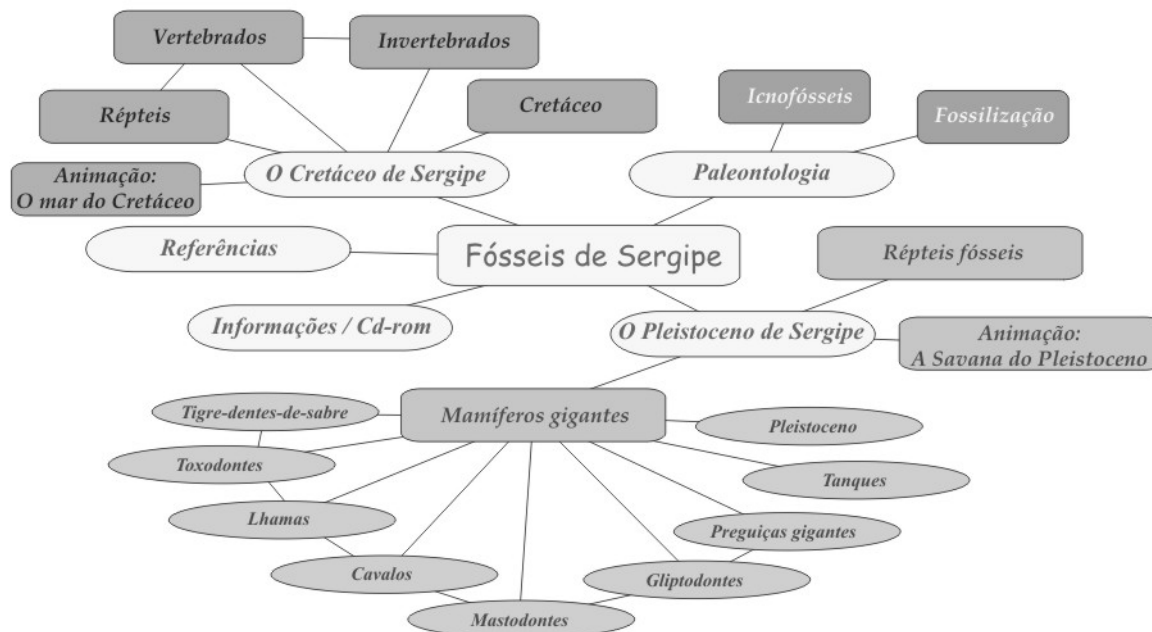 Vertebrados
Invertebrados
Répteis
Cretáceo
Icnofósseis
Fossilização
Animação:
O mar do Cretáceo
O Cretáceo de Sergipe
Paleontologia
Referências
Fósseis de Sergipe
Répteis fósseis
Informações / Cd-rom
O Pleistoceno de Sergipe
Animação:
A Savana do Pleistoceno
Mamíferos gigantes
Tigre-dentes-de-sabre
Pleistoceno
Toxodontes
Tanques
Lhamas
Preguiças gigantes
Cavalos
Gliptodontes
Mastodontes